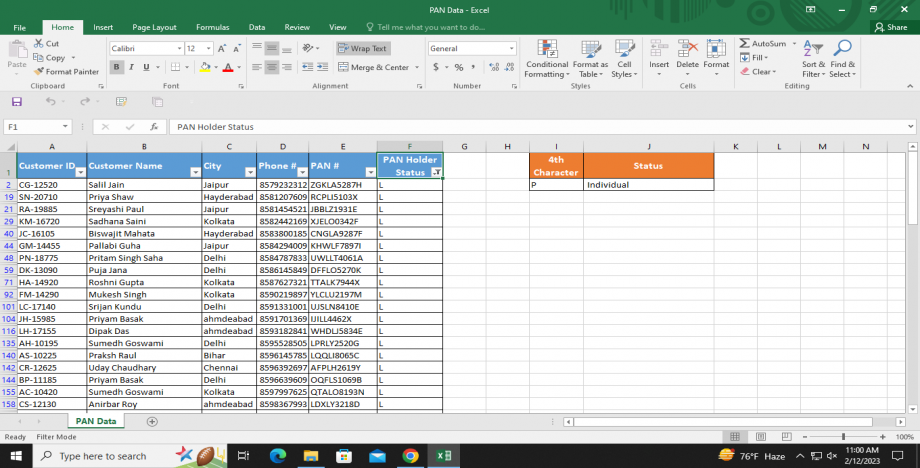 PAN Data - Excel
File Home Insert Page Layout Formulas Data Review View Tell me what you want to do... Share
Paste Cut Copy Format Painter Clipboard
Calibri 12 A A B I U A Font
Wrap Text Merge & Center Alignment
General $ % , Number
Conditional Formatting Format as Table Cell Styles Styles
Insert Delete Format Cells
AutoSum Fill Clear Sort & Filter Find & Select Editing
F1 fx PAN Holder Status
A B C D E F G H I J K L M N
1 Customer ID Customer Name City Phone # PAN # PAN Holder Status 4th Character Status
2 CG-12520 Salil Jain Jaipur 8579232312 ZGKLA5287H L P Individual
19 SN-20710 Priya Shaw Hayderabad 8581207609 RCPLI5103X L
21 RA-19885 Sreyashi Paul Jaipur 8581454521 JBBLZ1931E L
29 KM-16720 Sadhana Saini Kolkata 8582442169 XJELO0342F L
40 JC-16105 Biswajit Mahata Hayderabad 8583800185 CNGLA9287F L
44 GM-14455 Pallabi Guha Jaipur 8584294009 KHWLF7897I L
48 PN-18775 Pritam Singh Saha Delhi 8584787833 UWLLT4061A L
59 DK-13090 Puja Jana Delhi 8586145849 DFFLO5270K L
71 HA-14920 Roshni Gupta Kolkata 8587627321 TTALK7944X L
92 FM-14290 Mukesh Singh Kolkata 8590219897 YLCLU2197M L
101 LC-17140 Srijan Kundu Delhi 8591331001 UJSLN8410E L
104 JH-15985 Priyam Basak ahmdeabad 8591701369 IJILL4462X L
116 LH-17155 Dipak Das ahmdeabad 8593182841 WHDLJ5834E L
135 AH-10195 Sumedh Goswami Delhi 8595528505 LPRLY2520G L
140 AS-10225 Praksh Raul Bihar 8596145785 LQQLI8065C L
142 CR-12625 Uday Chaudhary Chennai 8596392697 AFPLH2619Y L
144 BP-11185 Priyam Basak Delhi 8596639609 OQFLS1069B L
155 AC-10420 Sumedh Goswami Kolkata 8597997625 QTALO8193N L
158 CS-12130 Anirbar Roy ahmdeabad 8598367993 LDXLY3218D L
PAN Data
Ready Filter Mode 100%
Type here to search 76°F Haze 11:00 AM
2/12/2023